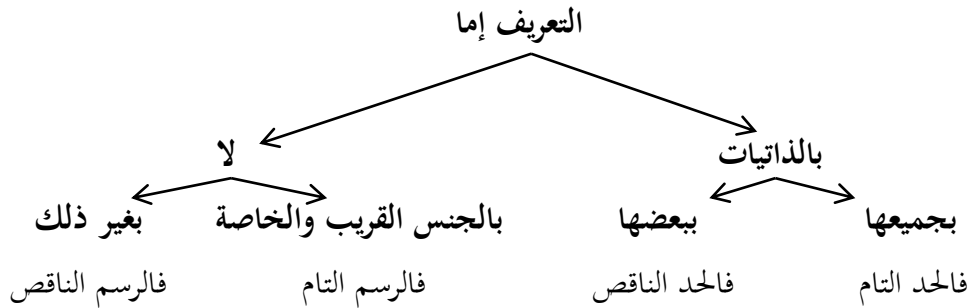 التعريف إما
بالذاتيات لا
بجميعها ببعضها بالجنس القريب والخاصة بغير ذلك
فالحد التام فالحد الناقص فالرسم التام فالرسم الناقص